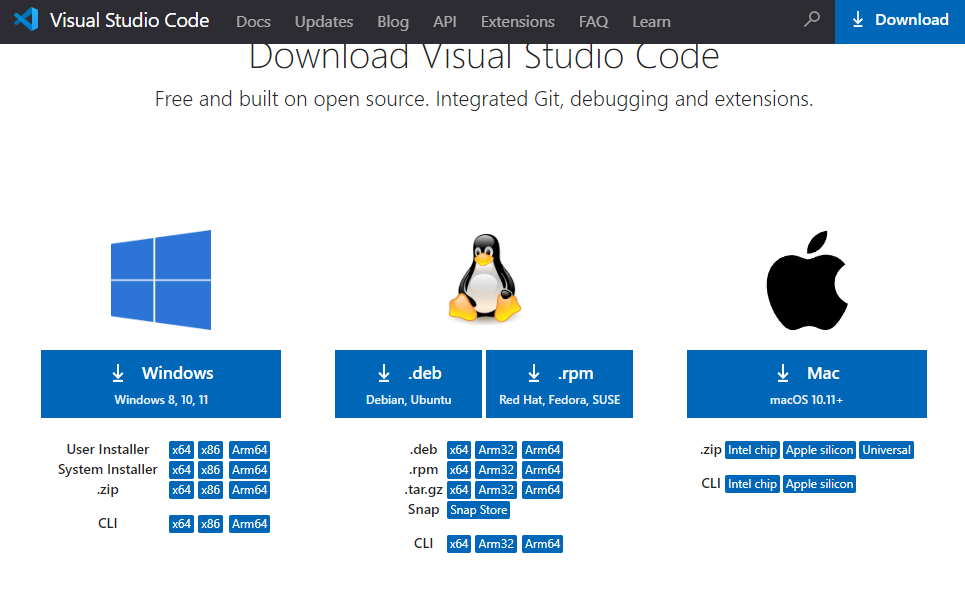 Visual Studio Code Docs Updates Blog API Extensions FAQ Learn Download
Download Visual Studio Code
Free and built on open source. Integrated Git, debugging and extensions.
Windows
Windows 8, 10, 11
User Installer x64 x86 Arm64
System Installer x64 x86 Arm64
.zip x64 x86 Arm64
CLI x64 x86 Arm64
.deb
Debian, Ubuntu
.rpm
Red Hat, Fedora, SUSE
.deb x64 Arm32 Arm64
.rpm x64 Arm32 Arm64
.tar.gz x64 Arm32 Arm64
Snap Snap Store
CLI x64 Arm32 Arm64
Mac
macOS 10.11+
.zip Intel chip Apple silicon Universal
CLI Intel chip Apple silicon